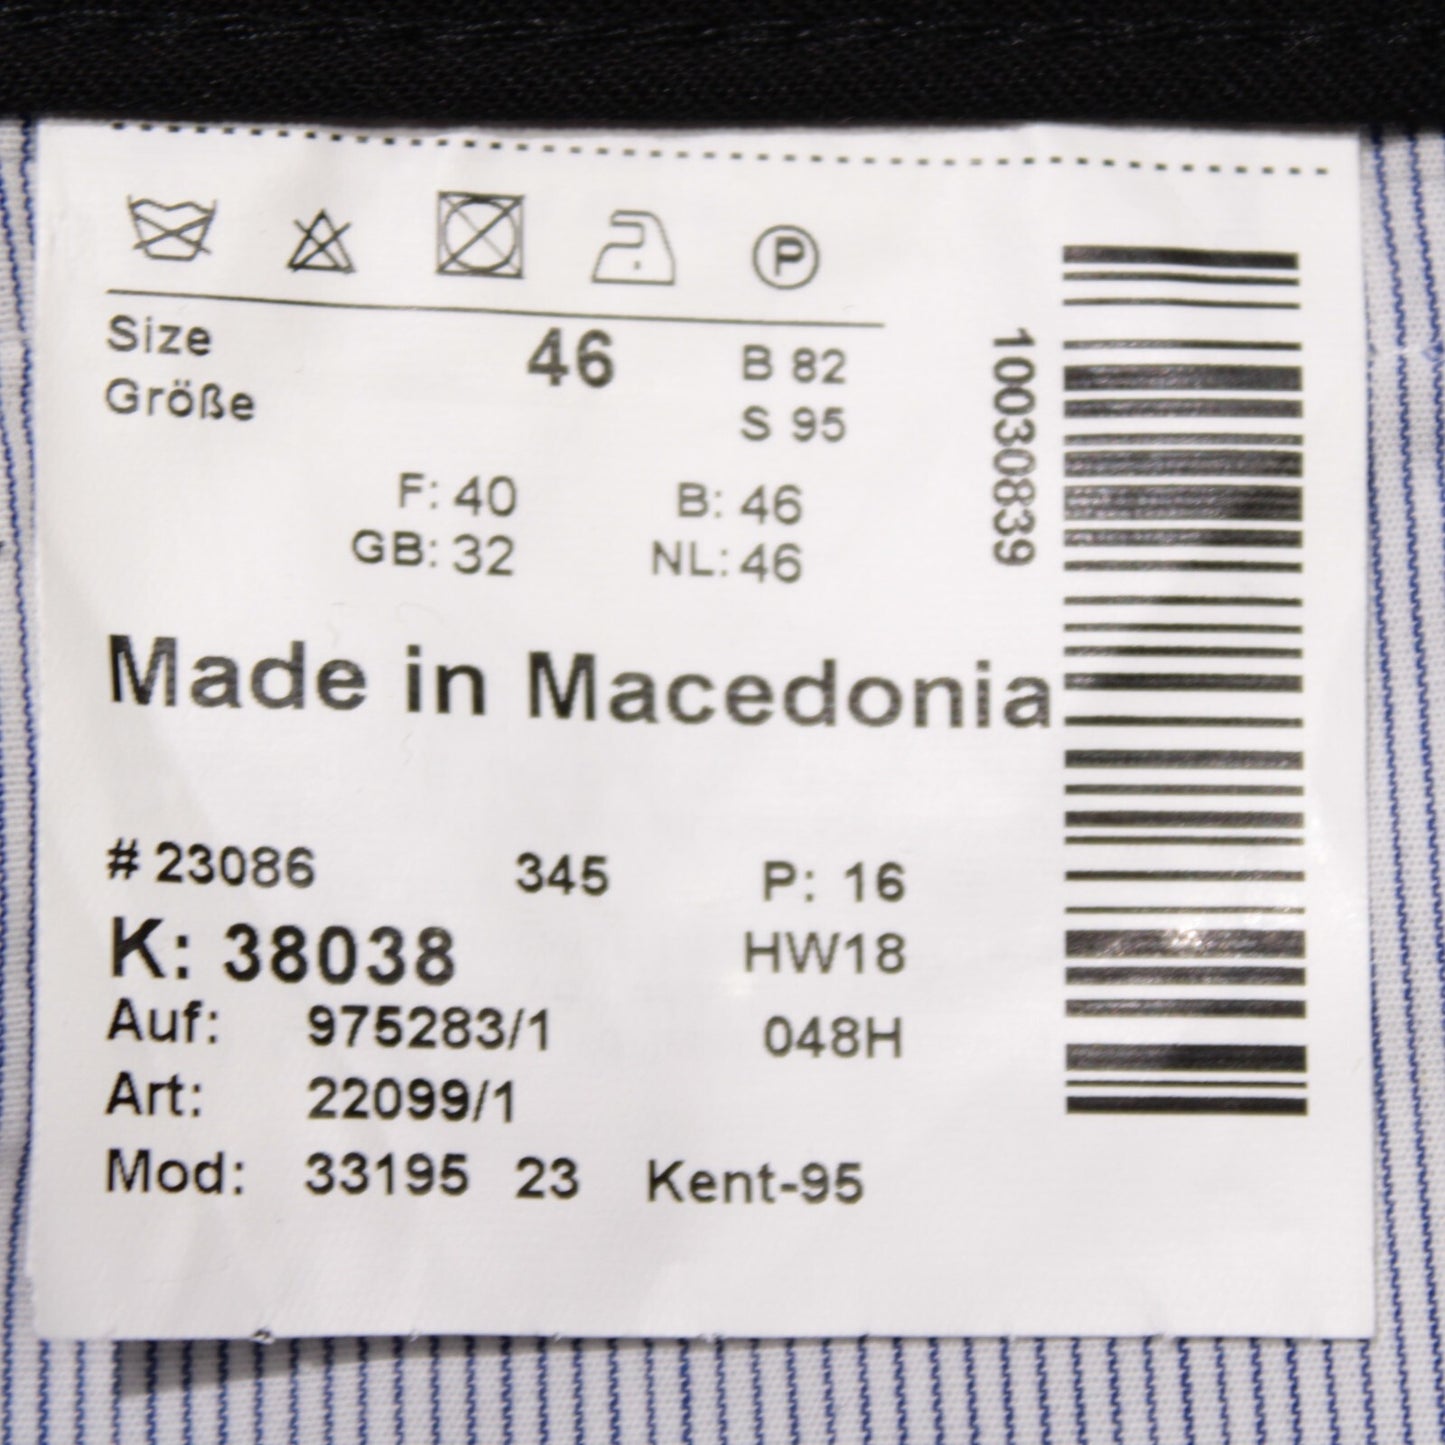 P
Size 46 B 82
Größe S 95
F: 40 B: 46
GB: 32 NL: 46
Made in Macedonia
# 23086 345 P: 16
K: 38038 HW18
Auf: 975283/1 048H
Art: 22099/1
Mod: 33195 23 Kent-95
10030839